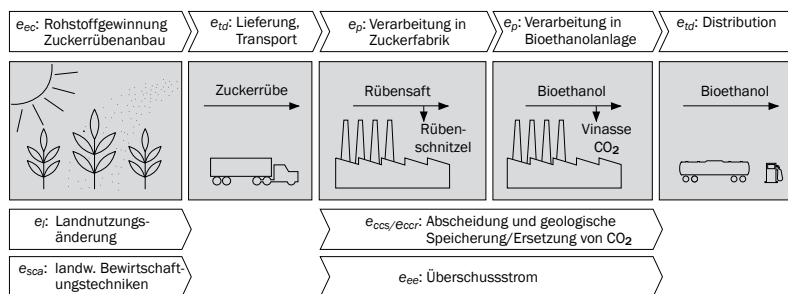 e_ec: Rohstoffgewinnung
Zuckerrübenanbau
e_td: Lieferung,
Transport
e_p: Verarbeitung in
Zuckerfabrik
e_p: Verarbeitung in
Bioethanolanlage
e_td: Distribution
Zuckerrübe
Rübensaft
Rüben-
schnitzel
Bioethanol
Vinasse
CO₂
Bioethanol
e_l: Landnutzungs-
änderung
e_ccs/e_ccr: Abscheidung und geologische
Speicherung/Ersetzung von CO₂
e_sca: landw. Bewirtschaft-
ungstechniken
e_ee: Überschussstrom